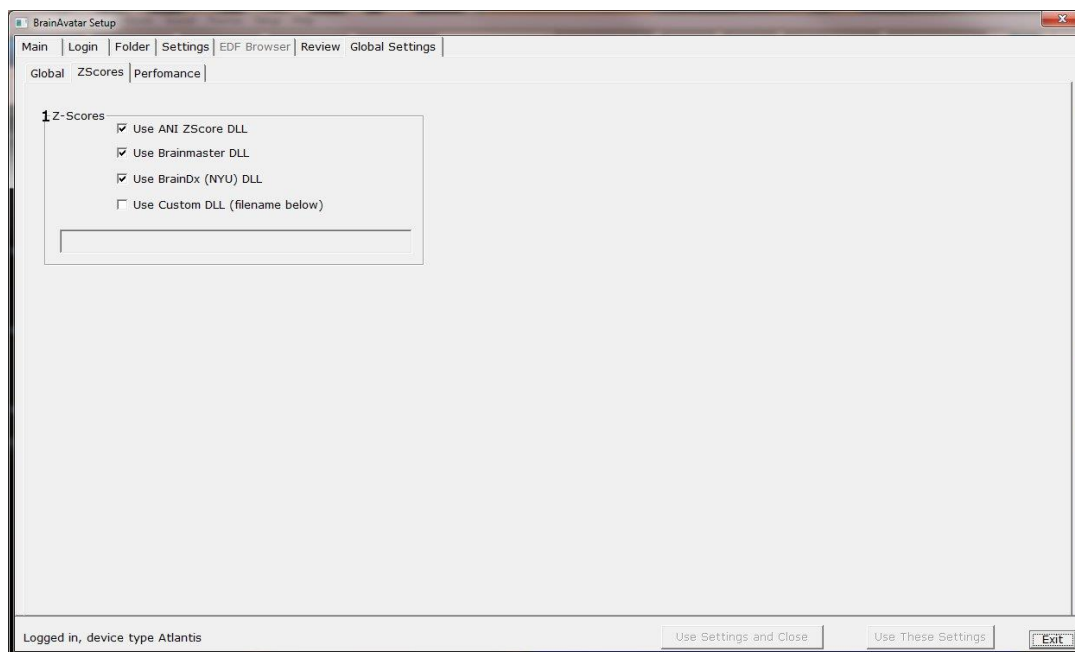 BrainAvatar Setup
Main Login Folder Settings EDF Browser Review Global Settings
Global ZScores Perfomance
1 Z-Scores
Use ANI ZScore DLL
Use Brainmaster DLL
Use BrainDx (NYU) DLL
Use Custom DLL (filename below)
Logged in, device type Atlantis Use Settings and Close Use These Settings Exit